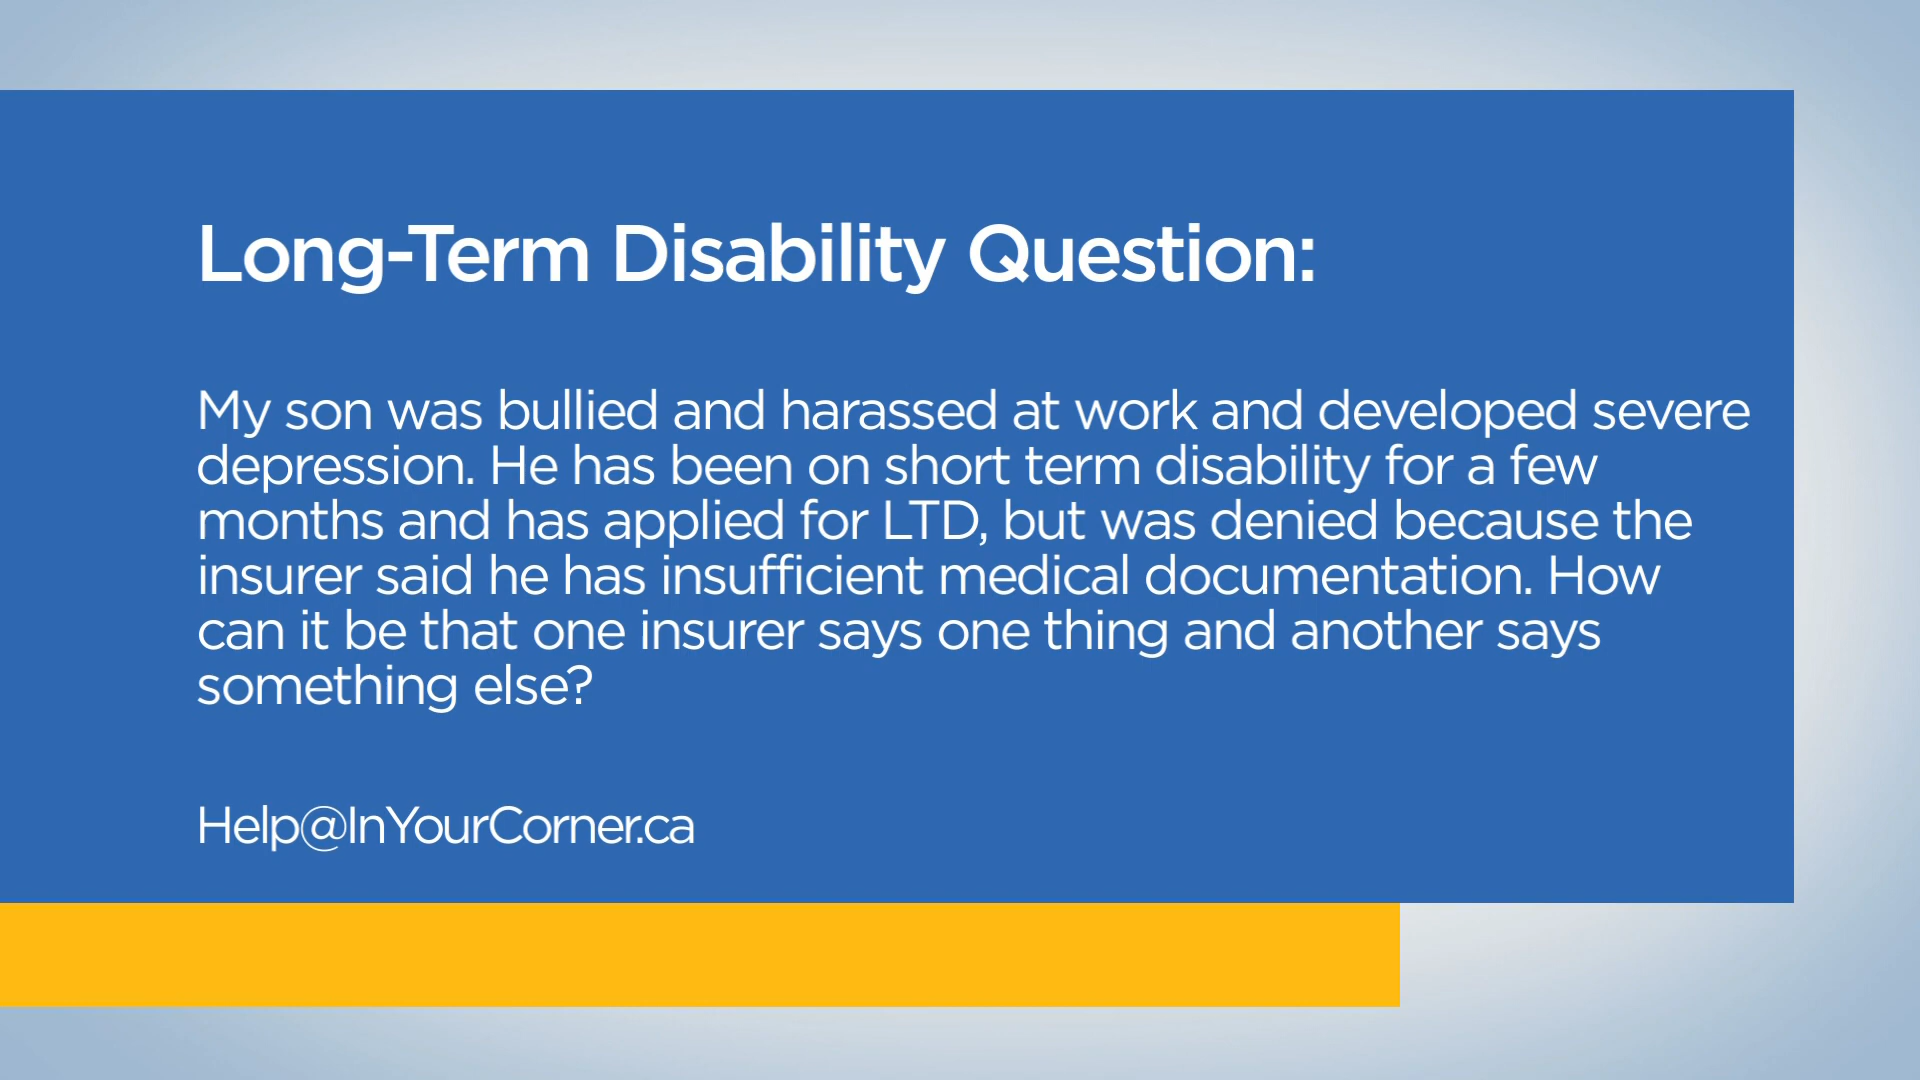 Long-Term Disability Question:
My son was bullied and harassed at work and developed severe
depression. He has been on short term disability for a few
months and has applied for LTD, but was denied because the
insurer said he has insufficient medical documentation. How
can it be that one insurer says one thing and another says
something else?
Help@InYourCorner.ca